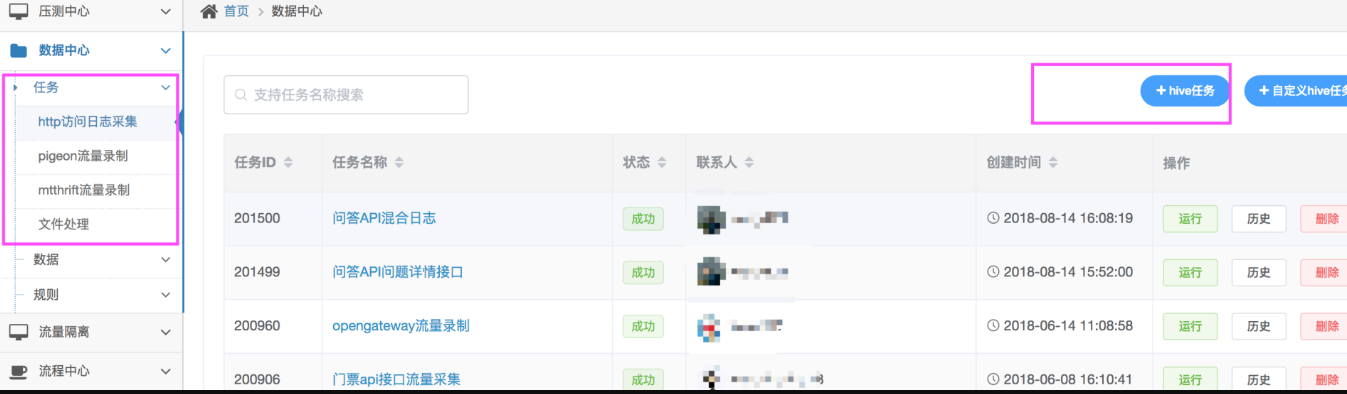 压测中心
首页 > 数据中心
数据中心
任务
http访问日志采集
pigeon流量录制
mtthrift流量录制
文件处理
数据
规则
流量隔离
流程中心
支持任务名称搜索
+ hive任务
+ 自定义hive任务
任务ID 任务名称 状态 联系人 创建时间 操作
201500 问答API混合日志 成功 2018-08-14 16:08:19 运行 历史 删除
201499 问答API问题详情接口 成功 2018-08-14 15:52:00 运行 历史 删除
200960 opengateway流量录制 成功 2018-06-14 11:08:58 运行 历史 删除
200906 门票api接口流量采集 成功 2018-06-08 16:10:41 运行 历史 删除